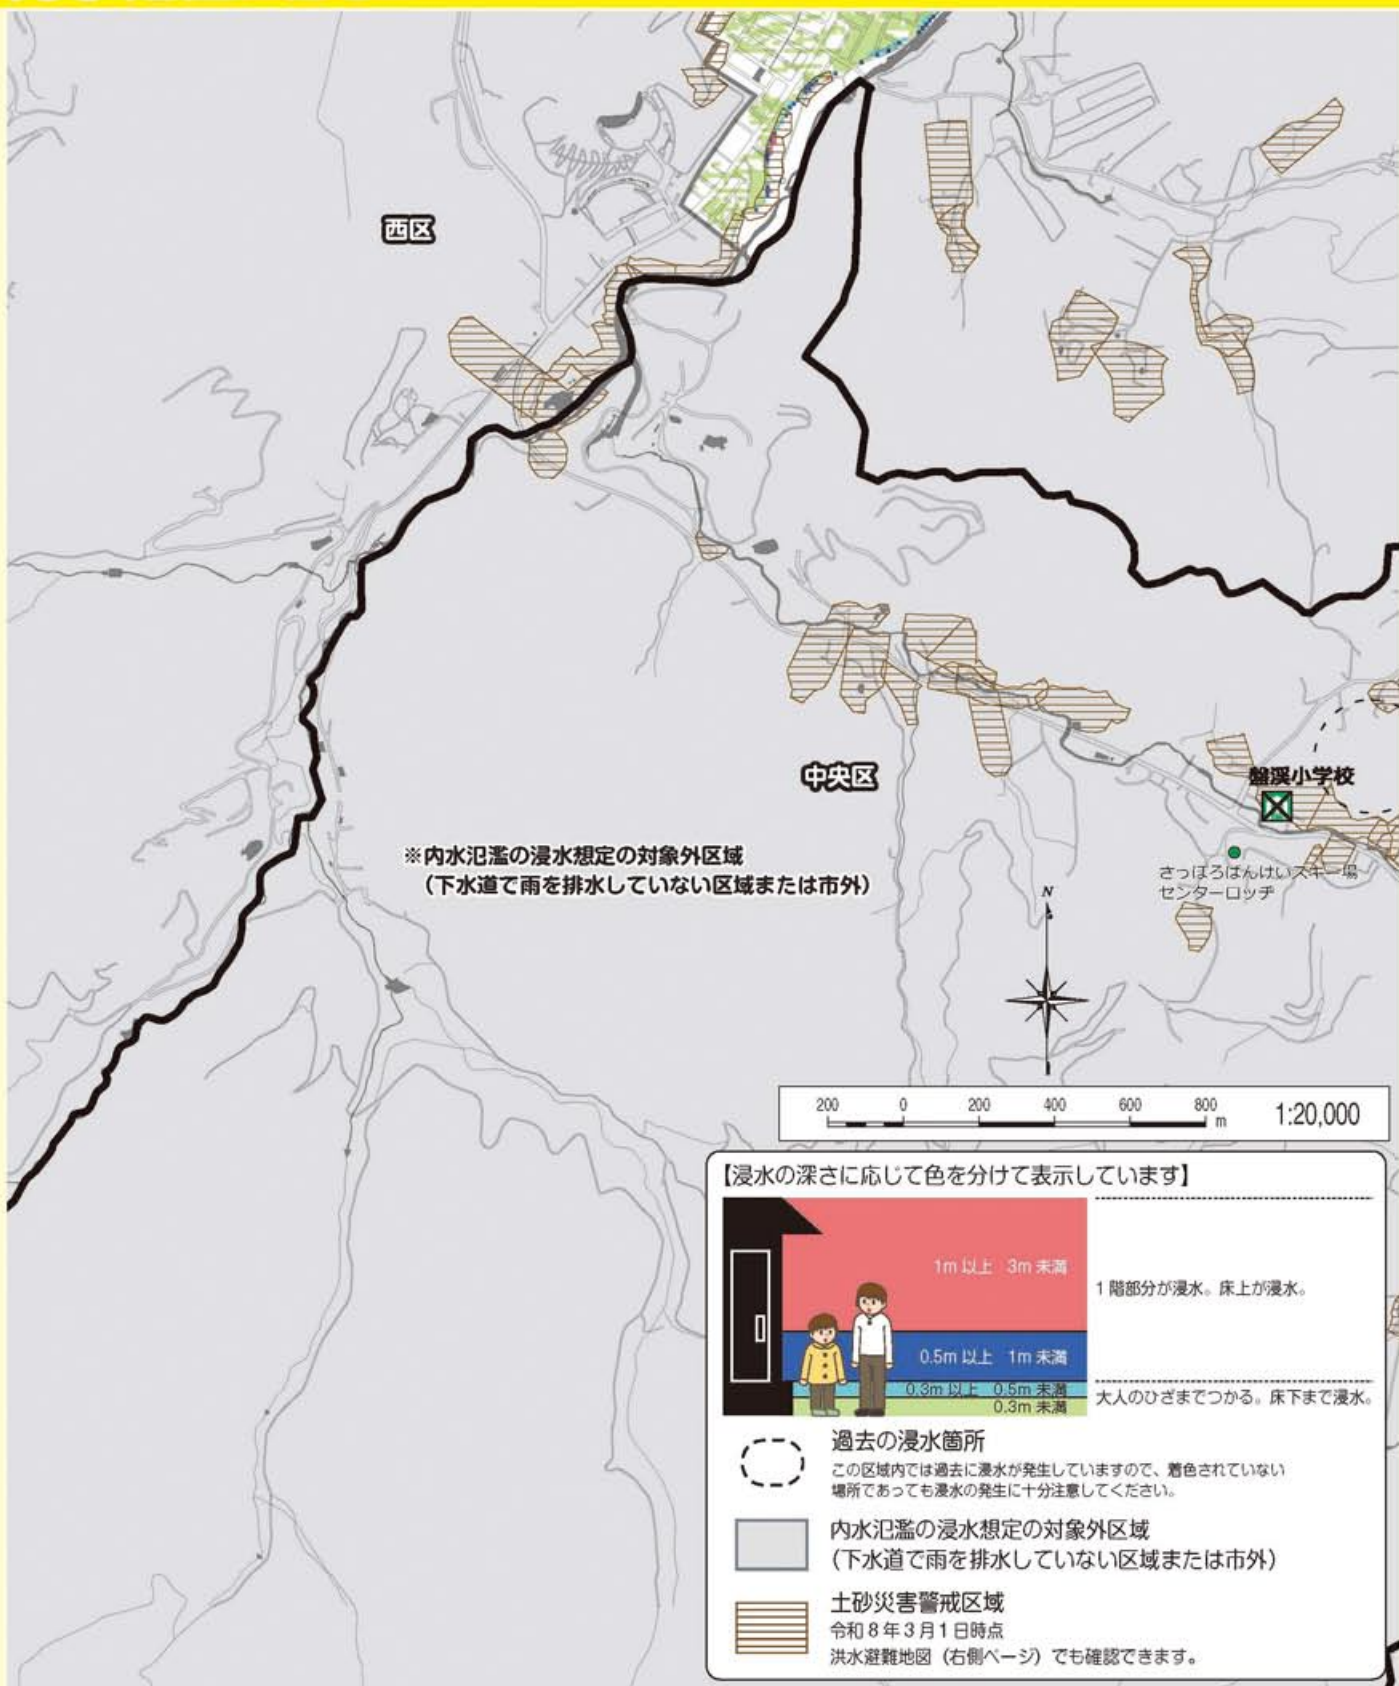 西区
中央区
盤渓小学校
さっぽろばんけいスキー場
センターロッヂ
※内水氾濫の浸水想定の対象外区域
(下水道で雨を排水していない区域または市外)
N
200 0 200 400 600 800 m 1:20,000
【浸水の深さに応じて色を分けて表示しています】
1m 以上 3m 未満
1 階部分が浸水。床上が浸水。
0.5m 以上 1m 未満
0.3m 以上 0.5m 未満
大人のひざまでつかる。床下まで浸水。
0.3m 未満
過去の浸水箇所
この区域内では過去に浸水が発生していますので、着色されていない
場所であっても浸水の発生に十分注意してください。
内水氾濫の浸水想定の対象外区域
(下水道で雨を排水していない区域または市外)
土砂災害警戒区域
令和 8 年 3 月 1 日時点
洪水避難地図(右側ページ)でも確認できます。